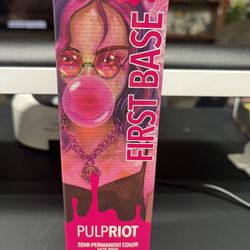 FIRST BASE
PULPRIOT
SEMI-PERMANENT COLOR